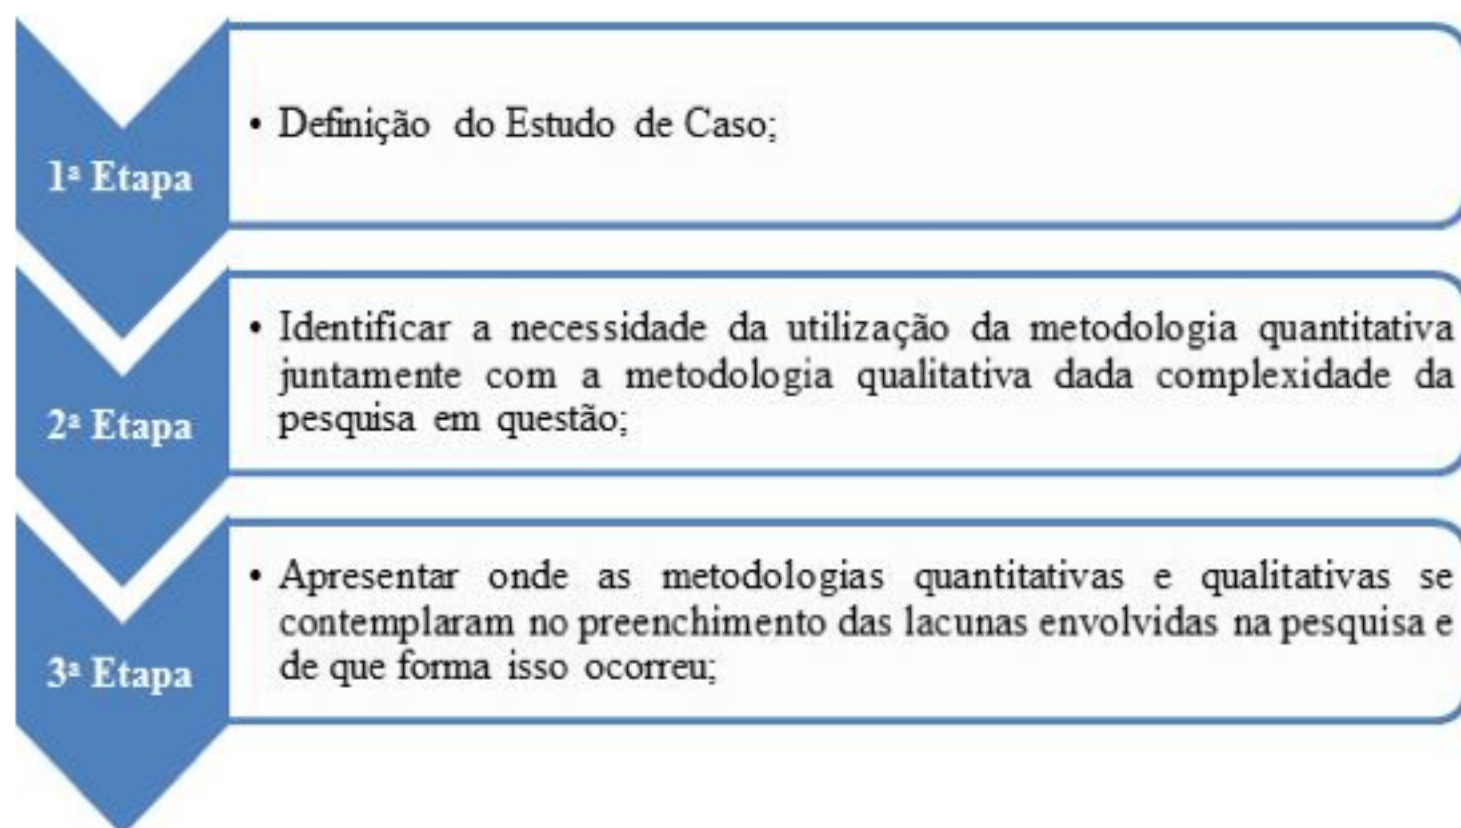 1ª Etapa
• Definição do Estudo de Caso;
2ª Etapa
• Identificar a necessidade da utilização da metodologia quantitativa
juntamente com a metodologia qualitativa dada complexidade da
pesquisa em questão;
3ª Etapa
• Apresentar onde as metodologias quantitativas e qualitativas se
contemplaram no preenchimento das lacunas envolvidas na pesquisa e
de que forma isso ocorreu;